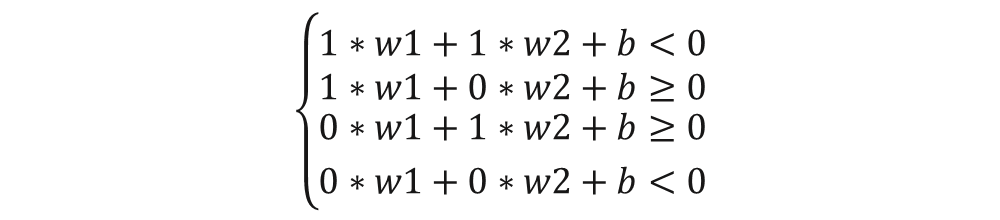 1 ∗ w1 + 1 ∗ w2 + b < 0
1 ∗ w1 + 0 ∗ w2 + b ≥ 0
0 ∗ w1 + 1 ∗ w2 + b ≥ 0
0 ∗ w1 + 0 ∗ w2 + b < 0